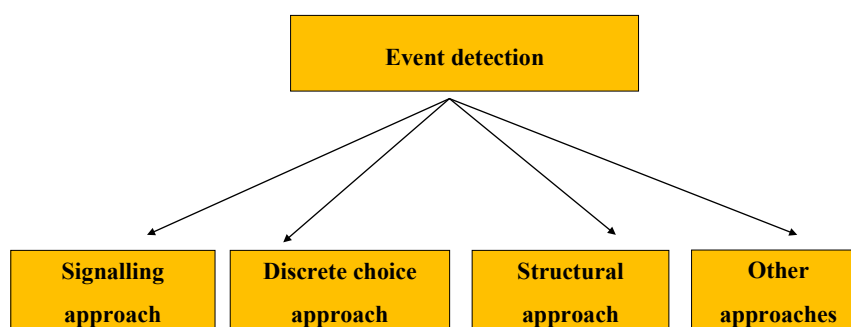 Event detection
Signalling
approach
Discrete choice
approach
Structural
approach
Other
approaches